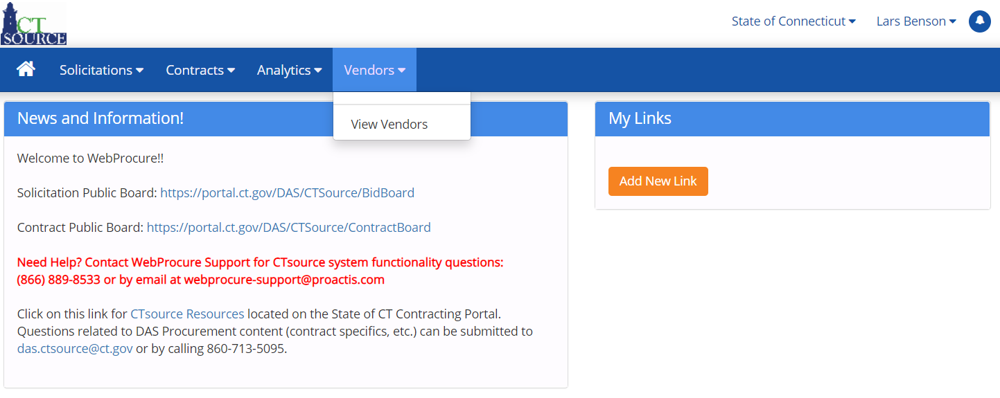 CT
SOURCE
State of Connecticut
Lars Benson
Solicitations
Contracts
Analytics
Vendors
View Vendors
News and Information!
Welcome to WebProcure!!
Solicitation Public Board: https://portal.ct.gov/DAS/CTSource/BidBoard
Contract Public Board: https://portal.ct.gov/DAS/CTSource/ContractBoard
Need Help? Contact WebProcure Support for CTsource system functionality questions:
(866) 889-8533 or by email at webprocure-support@proactis.com
Click on this link for CTsource Resources located on the State of CT Contracting Portal.
Questions related to DAS Procurement content (contract specifics, etc.) can be submitted to
das.ctsource@ct.gov or by calling 860-713-5095.
My Links
Add New Link